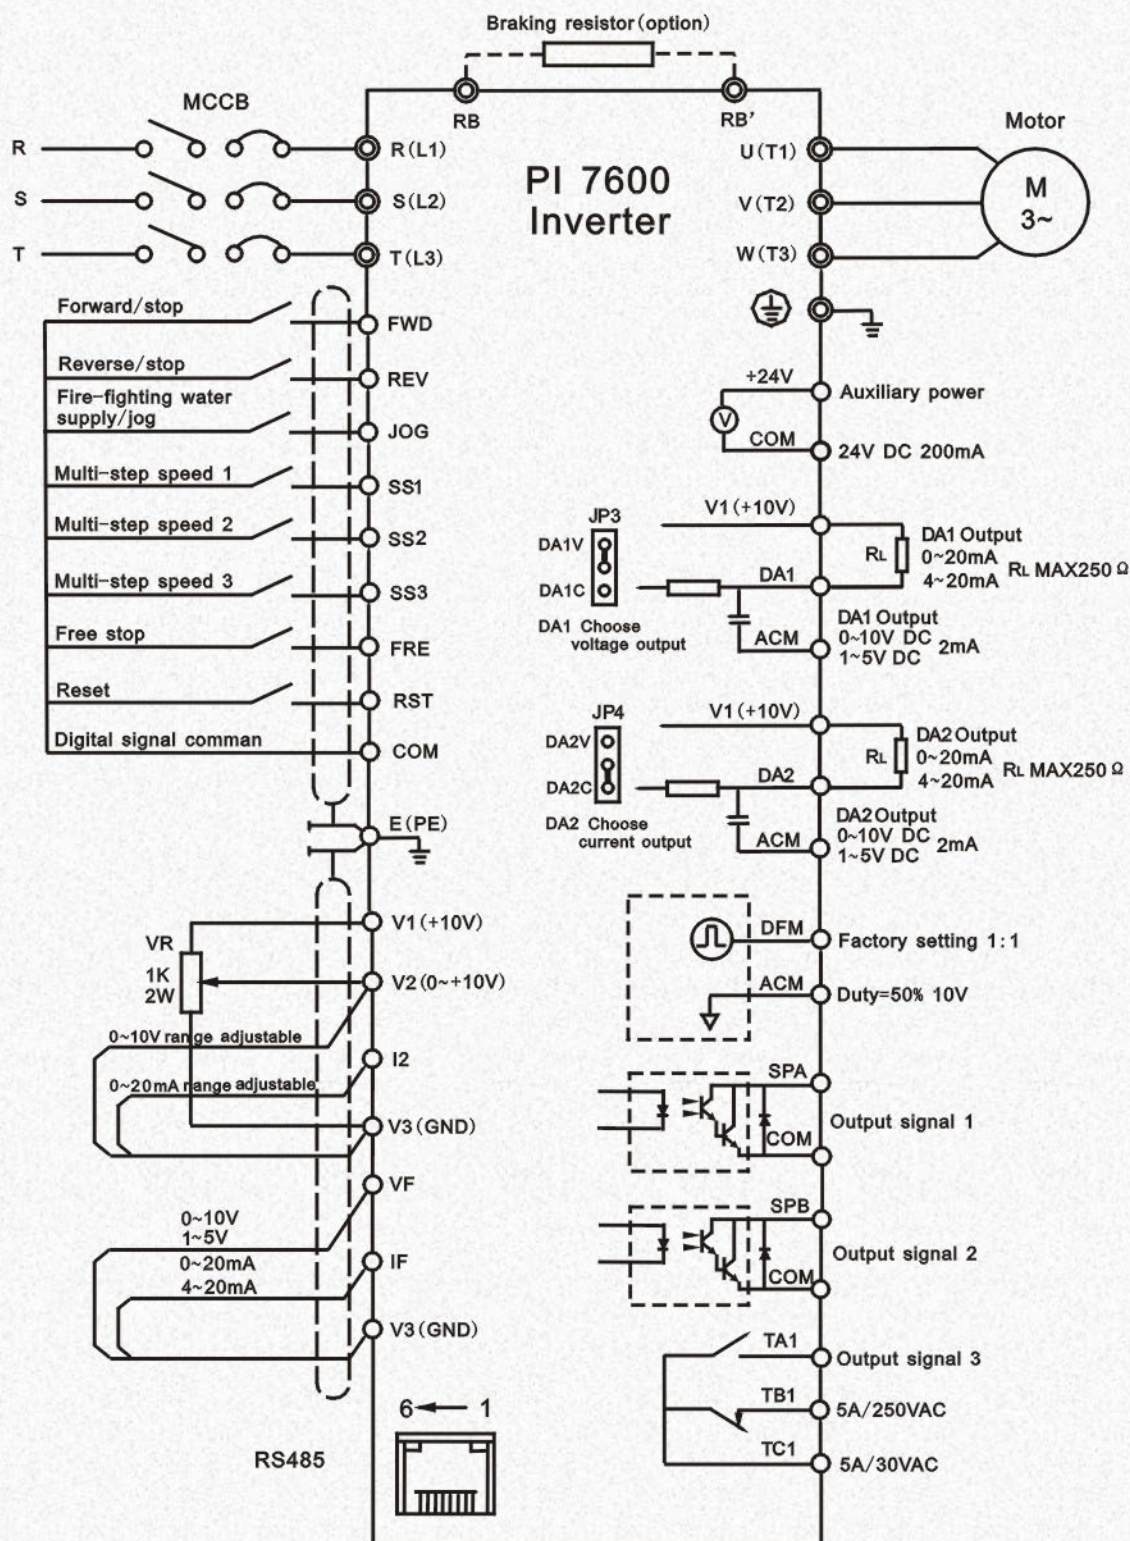 Braking resistor(option)
RB
RB'
MCCB
R
R(L1)
S
S(L2)
T
T(L3)
PI 7600
Inverter
U(T1)
V(T2)
W(T3)
Motor
M
3~
Forward/stop
FWD
Reverse/stop
REV
Fire-fighting water
supply/jog
JOG
Multi-step speed 1
SS1
Multi-step speed 2
SS2
Multi-step speed 3
SS3
Free stop
FRE
Reset
RST
Digital signal comman
COM
E(PE)
VR
1K
2W
V1(+10V)
V2(0~+10V)
0~10V range adjustable
I2
0~20mA range adjustable
V3(GND)
VF
0~10V
1~5V
0~20mA
4~20mA
IF
V3(GND)
RS485
6
1
+24V
Auxiliary power
V
COM
24V DC 200mA
JP3
DA1V
DA1C
DA1 Choose
voltage output
V1(+10V)
RL
DA1 Output
0~20mA
4~20mA
RL MAX250Ω
DA1
ACM
DA1 Output
0~10V DC
1~5V DC
2mA
JP4
DA2V
DA2C
DA2 Choose
current output
V1(+10V)
RL
DA2 Output
0~20mA
4~20mA
RL MAX250Ω
DA2
ACM
DA2 Output
0~10V DC
1~5V DC
2mA
DFM
Factory setting 1:1
ACM
Duty=50% 10V
SPA
Output signal 1
COM
SPB
Output signal 2
COM
TA1
Output signal 3
TB1
5A/250VAC
TC1
5A/30VAC